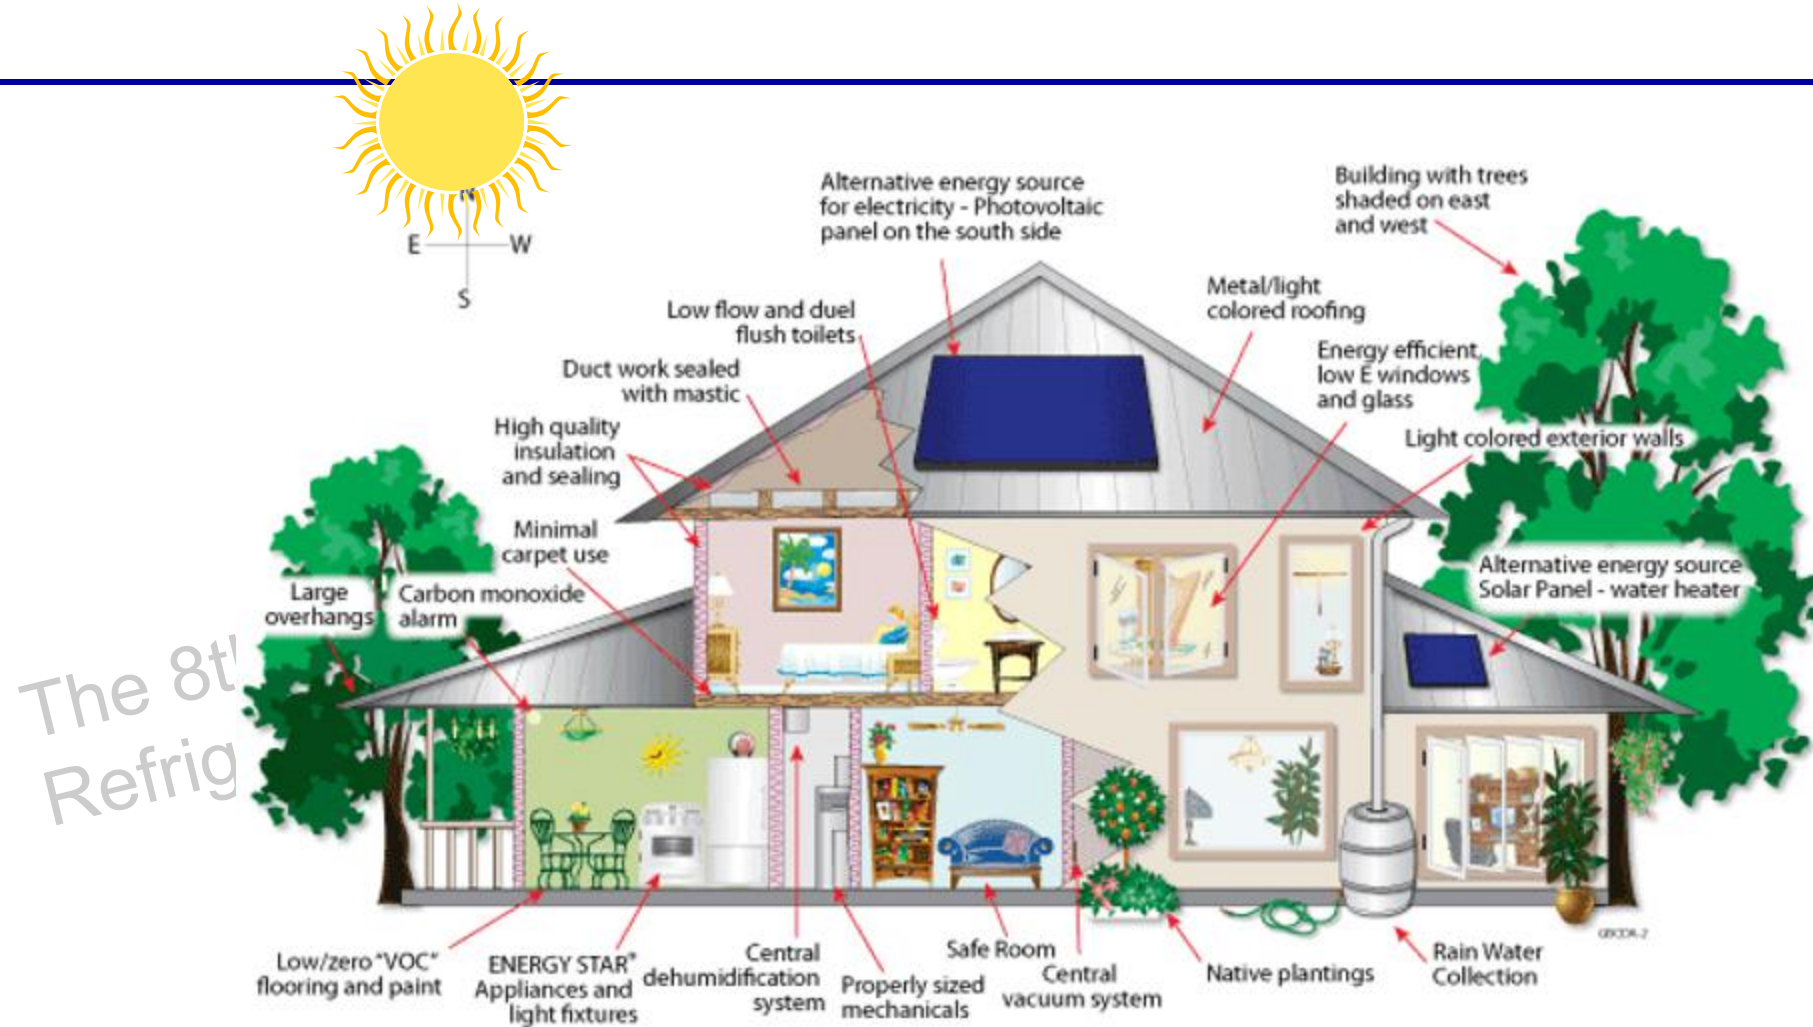 N
E
W
S
Alternative energy source
for electricity - Photovoltaic
panel on the south side
Building with trees
shaded on east
and west
Metal/light
colored roofing
Low flow and duel
flush toilets
Energy efficient,
low E windows
and glass
Duct work sealed
with mastic
High quality
insulation
and sealing
Light colored exterior walls
Minimal
carpet use
Alternative energy source
Solar Panel - water heater
Large
overhangs
Carbon monoxide
alarm
The 8t
Refrig
Low/zero "VOC"
flooring and paint
ENERGY STAR®
Appliances and
light fixtures
Central
dehumidification
system
Properly sized
mechanicals
Safe Room
Central
vacuum system
Native plantings
Rain Water
Collection